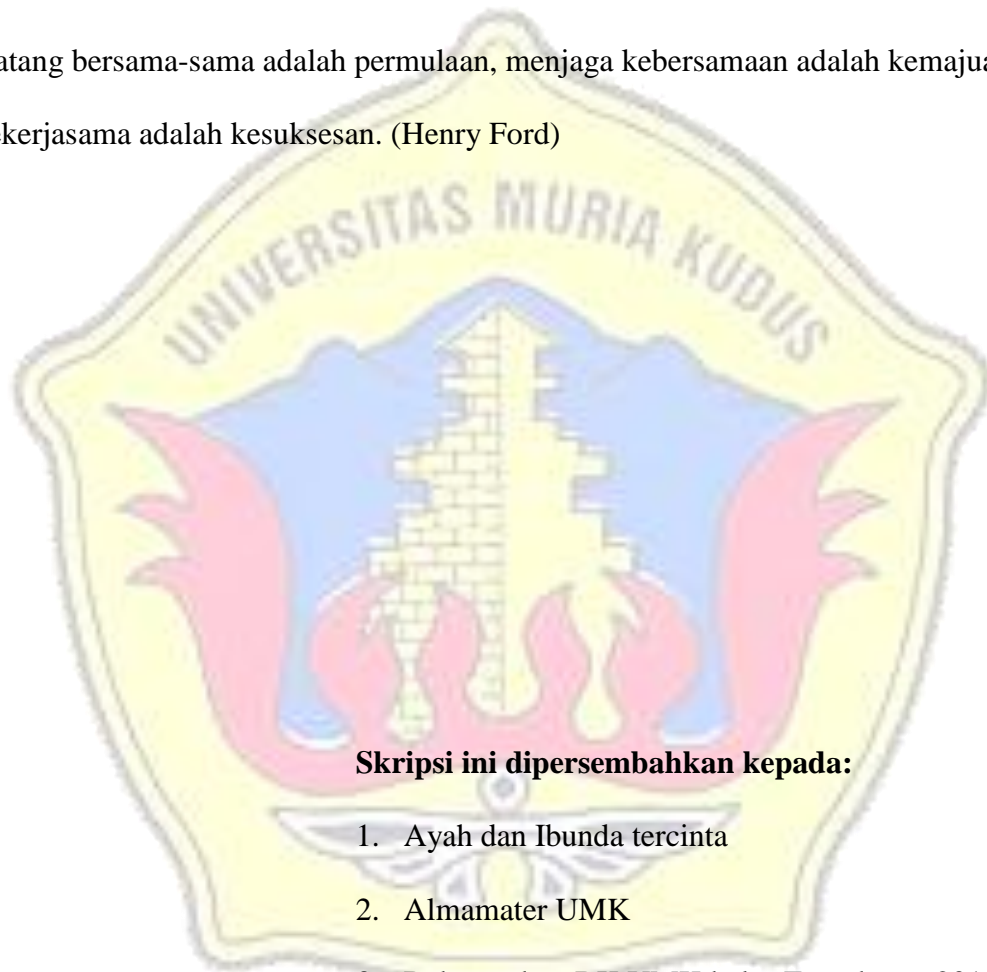 atang bersama-sama adalah permulaan, menjaga kebersamaan adalah kemajua
ekerjasama adalah kesuksesan. (Henry Ford)
UNIVERSITAS MURIA KUDUS
Skripsi ini dipersembahkan kepada:
1. Ayah dan Ibunda tercinta
2. Almamater UMK